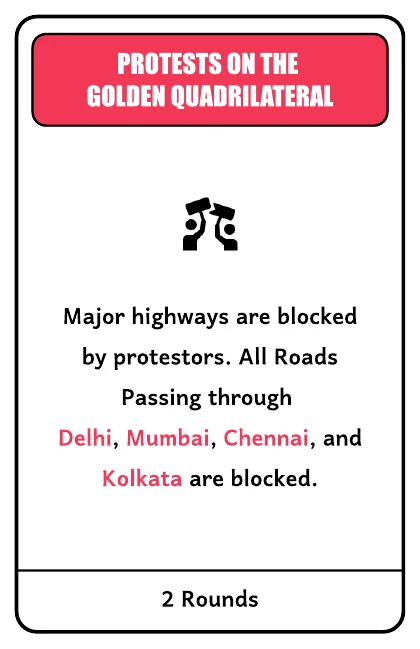 PROTESTS ON THE
GOLDEN QUADRILATERAL
Major highways are blocked
by protestors. All Roads
Passing through
Delhi, Mumbai, Chennai, and
Kolkata are blocked.
2 Rounds